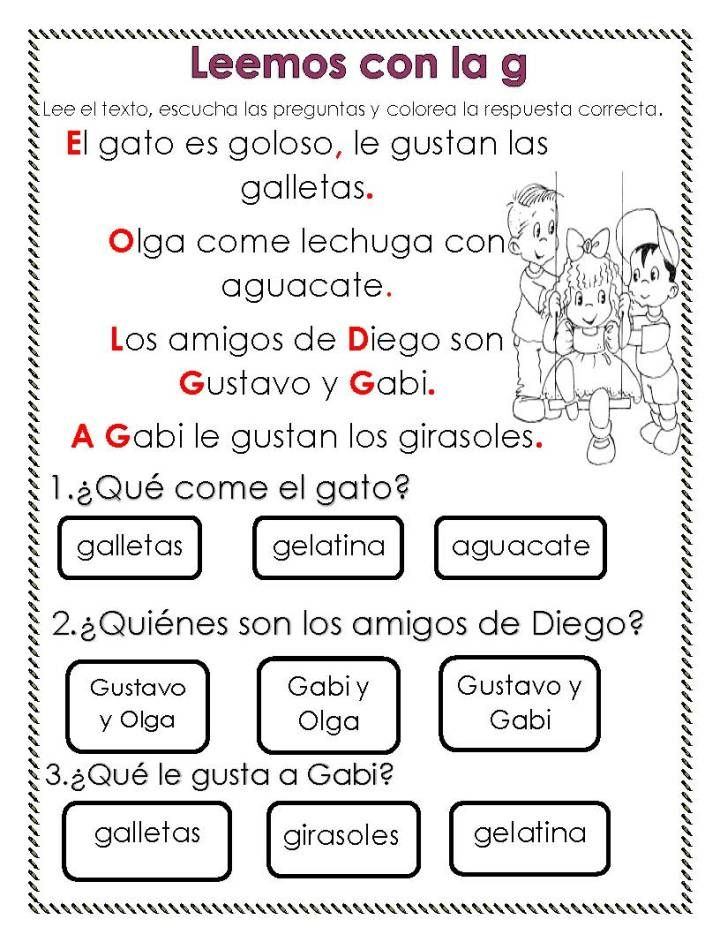 Leemos con la g
Lee el texto, escucha las preguntas y colorea la respuesta correcta.
El gato es goloso, le gustan las
galletas.
Olga come lechuga con
aguacate.
Los amigos de Diego son
Gustavo y Gabi.
A Gabi le gustan los girasoles.
1.¿Qué come el gato?
galletas gelatina aguacate
2.¿Quiénes son los amigos de Diego?
Gustavo
y Olga
Gabi y
Olga
Gustavo y
Gabi
3.¿Qué le gusta a Gabi?
galletas girasoles gelatina